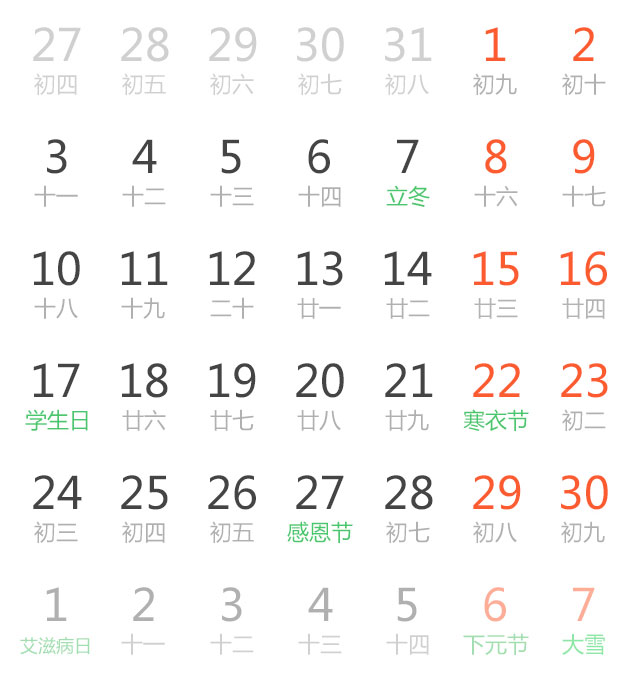 27 28 29 30 31 1 2
初四 初五 初六 初七 初八 初九 初十
3 4 5 6 7 8 9
十一 十二 十三 十四 立冬 十六 十七
10 11 12 13 14 15 16
十八 十九 二十 廿一 廿二 廿三 廿四
17 18 19 20 21 22 23
学生日 廿六 廿七 廿八 廿九 寒衣节 初二
24 25 26 27 28 29 30
初三 初四 初五 感恩节 初七 初八 初九
1 2 3 4 5 6 7
艾滋病日 十一 十二 十三 十四 下元节 大雪